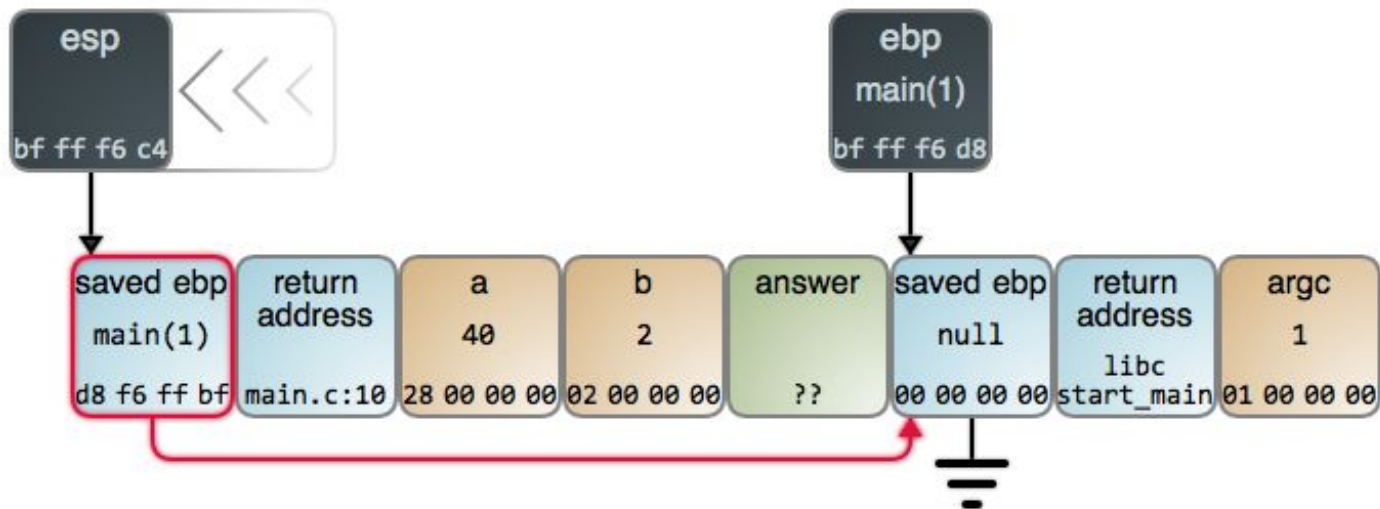 esp
bf ff f6 c4
ebp
main(1)
bf ff f6 d8
saved ebp
main(1)
d8 f6 ff bf
return
address
main.c:10
a
40
28 00 00 00
b
2
02 00 00 00
answer
??
saved ebp
null
00 00 00 00
return
address
libc
start_main
argc
1
01 00 00 00